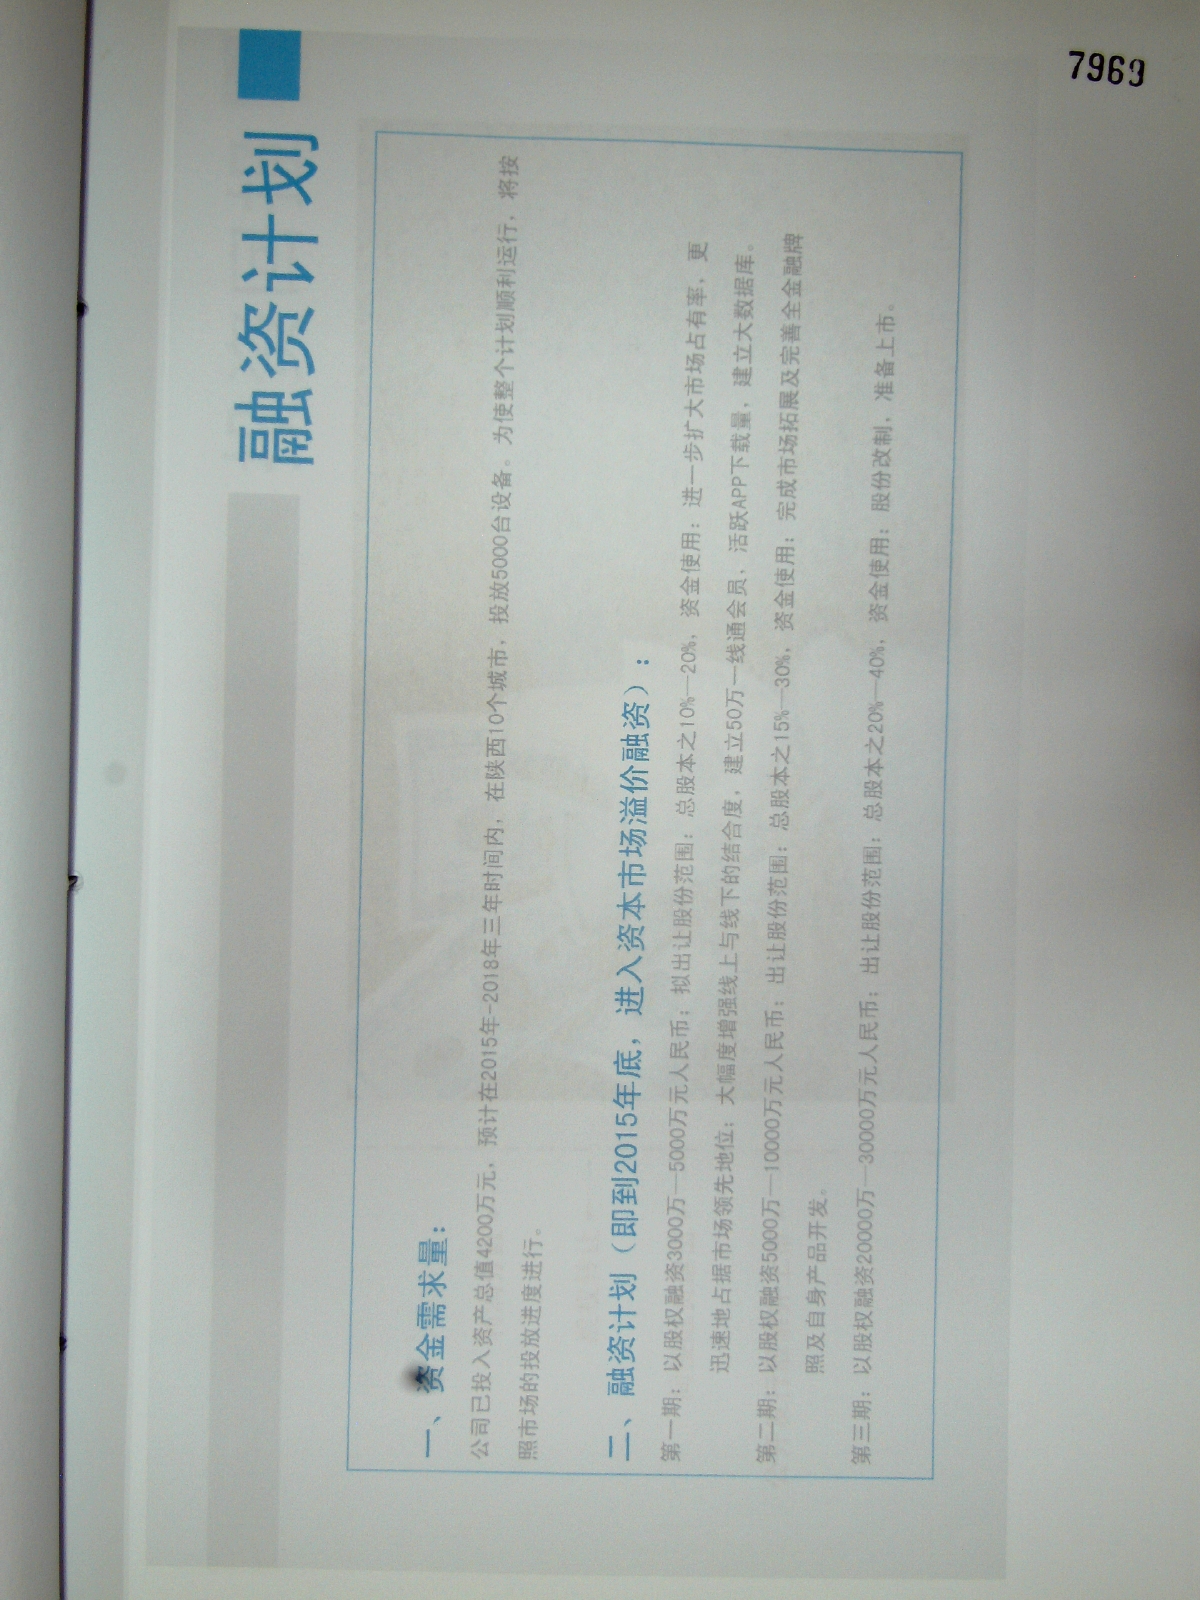 融资计划
一、资金需求量：
公司已投入资产总值4200万元，预计在2015年-2018年三年时间内，在陕西10个城市，投放5000台设备。为使整个计划顺利运行，将按
照市场的投放进度进行。
二、融资计划（即到2015年底，进入资本市场溢价融资）：
第一期：以股权融资3000万—5000万元人民币；拟出让股份范围：总股本之10%—20%，资金使用：进一步扩大市场占有率，更
迅速地占据市场领先地位；大幅度增强线上与线下的结合度，建立50万一线通会员，活跃APP下载量，建立大数据库。
第二期：以股权融资5000万—10000万元人民币；出让股份范围：总股本之15%—30%，资金使用：完成市场拓展及完善全金融牌
照及自身产品开发。
第三期：以股权融资20000万—30000万元人民币；出让股份范围：总股本之20%—40%，资金使用：股份改制，准备上市。
7969